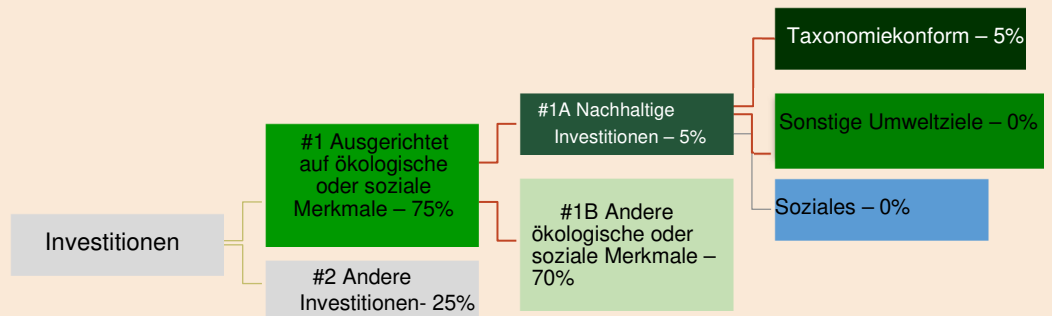 Investitionen
#1 Ausgerichtet
auf ökologische
oder soziale
Merkmale – 75%
#2 Andere
Investitionen- 25%
#1A Nachhaltige
Investitionen – 5%
#1B Andere
ökologische oder
soziale Merkmale –
70%
Taxonomiekonform – 5%
Sonstige Umweltziele – 0%
Soziales – 0%